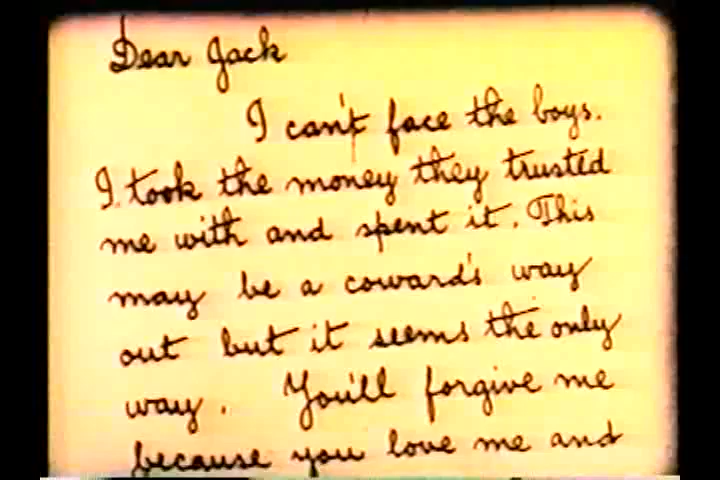 Dear Jack
I can't face the boys.
I took the money they trusted
me with and spent it. This
may be a coward's way
out but it seems the only
way. You'll forgive me
because you love me and